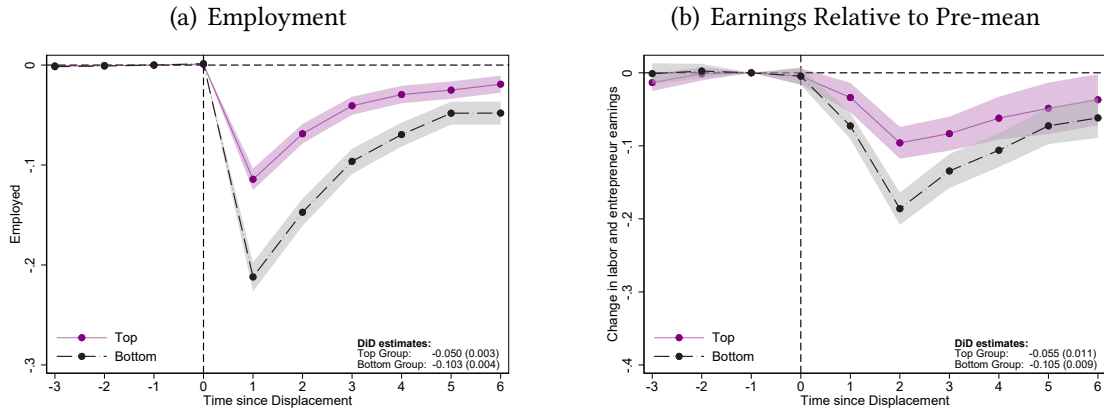 (a) Employment
Employed
0
-.1
-.2
-.3
Top
Bottom
DiD estimates:
Top Group: -0.050 (0.003)
Bottom Group: -0.103 (0.004)
-3 -2 -1 0 1 2 3 4 5 6
Time since Displacement
(b) Earnings Relative to Pre-mean
Change in labor and entrepreneur earnings
0
-.1
-.2
-.3
-.4
Top
Bottom
DiD estimates:
Top Group: -0.055 (0.011)
Bottom Group: -0.105 (0.009)
-3 -2 -1 0 1 2 3 4 5 6
Time since Displacement